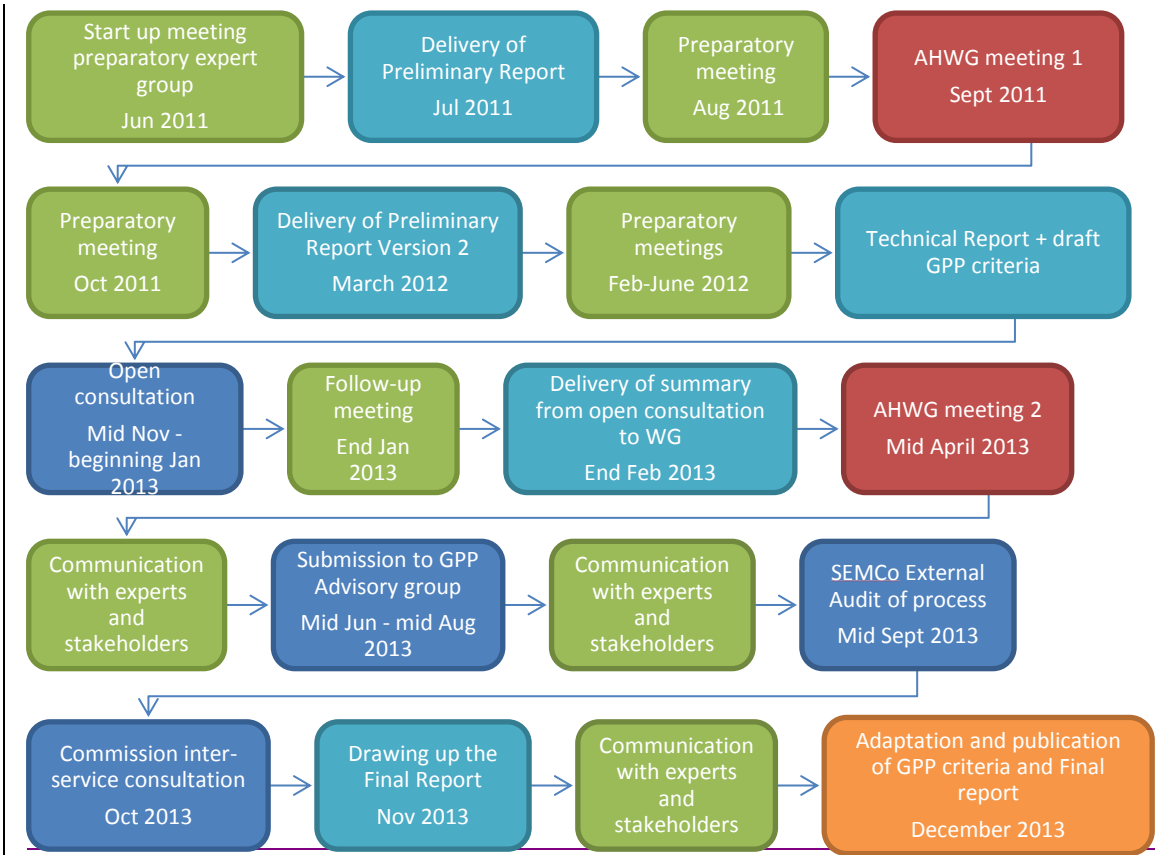 Start up meeting
preparatory expert
group
Jun 2011
Delivery of
Preliminary Report
Jul 2011
Preparatory
meeting
Aug 2011
AHWG meeting 1
Sept 2011
Preparatory
meeting
Oct 2011
Delivery of Preliminary
Report Version 2
March 2012
Preparatory
meetings
Feb-June 2012
Technical Report + draft
GPP criteria
Open
consultation
Mid Nov -
beginning Jan
2013
Follow-up
meeting
End Jan
2013
Delivery of summary
from open consultation
to WG
End Feb 2013
AHWG meeting 2
Mid April 2013
Communication
with experts
and
stakeholders
Submission to GPP
Advisory group
Mid Jun - mid Aug
2013
Communication
with experts
and
stakeholders
SEMCo External
Audit of process
Mid Sept 2013
Commission inter-
service consultation
Oct 2013
Drawing up the
Final Report
Nov 2013
Communication
with experts
and
stakeholders
Adaptation and publication
of GPP criteria and Final
report
December 2013